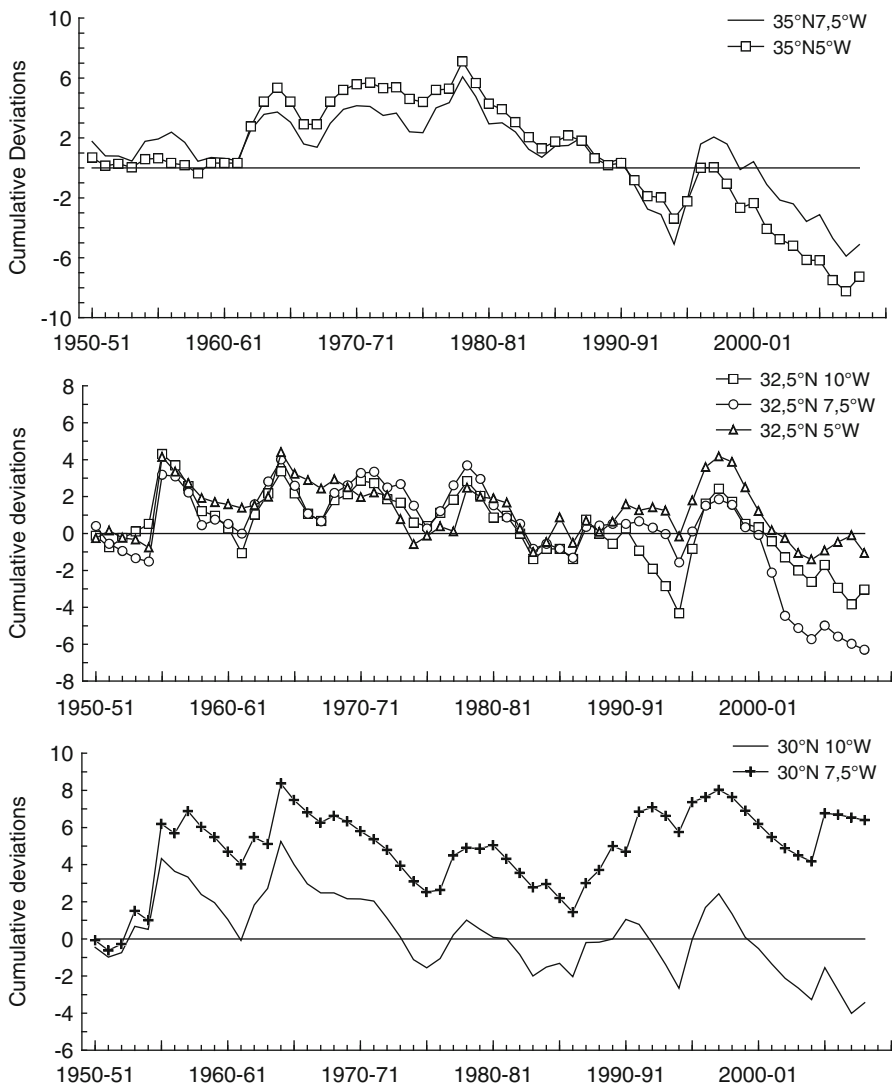 10
6
2
-2
-6
-10
Cumulative Deviations
35°N7,5°W
35°N5°W
1950-51 1960-61 1970-71 1980-81 1990-91 2000-01
8
6
4
2
0
-2
-4
-6
-8
Cumulative deviations
32,5°N 10°W
32,5°N 7,5°W
32,5°N 5°W
1950-51 1960-61 1970-71 1980-81 1990-91 2000-01
10
8
6
4
2
0
-2
-4
-6
Cumulative deviations
30°N 10°W
30°N 7,5°W
1950-51 1960-61 1970-71 1980-81 1990-91 2000-01